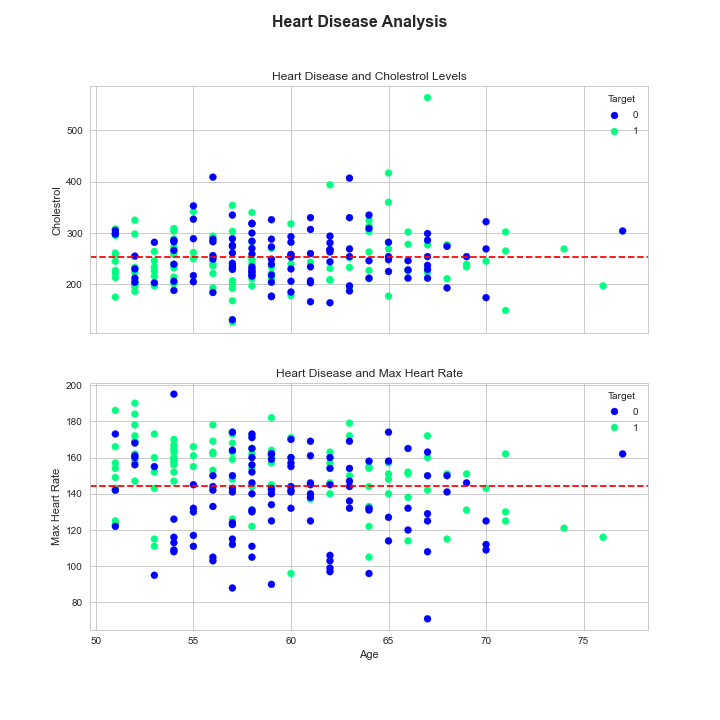 Heart Disease Analysis
Heart Disease and Cholestrol Levels
Target
0
1
Cholestrol
500
400
300
200
Heart Disease and Max Heart Rate
Target
0
1
Max Heart Rate
200
180
160
140
120
100
80
50 55 60 65 70 75
Age